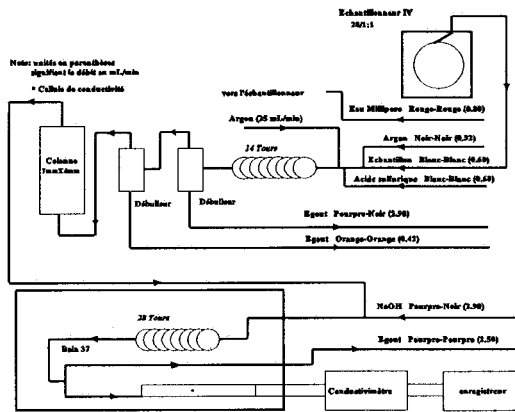 Echantillonneur IV
20/1:1
Note: unités en parenthèses
signifient le débit en mL/min
* Cellule de conductivité
vers l'échantillonneur
Eau Millipore Rouge-Rouge (0.80)
Argon (25 mL/min)
Argon Noir-Noir (0.32)
14 Tours
Echantillon Blanc-Blanc (0.60)
Acide sulfurique Blanc-Blanc (0.60)
Colonne
Débulleur
Débulleur
Egout Pourpre-Noir (2.90)
Egout Orange-Orange (0.42)
28 Tours
NaOH Pourpre-Noir (2.90)
Egout Pourpre-Pourpre (2.50)
Bain 37
*
Conductivimètre
enregistreur